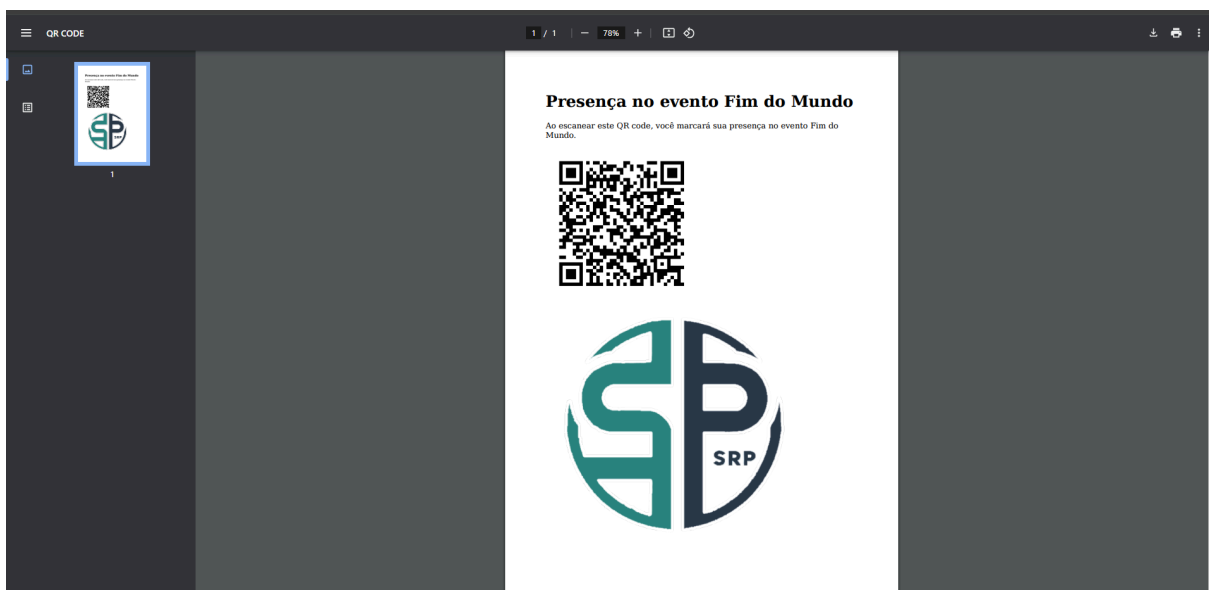 QR CODE
1 / 1
78%
1
Presença no evento Fim do Mundo
Ao escanear este QR code, você marcará sua presença no evento Fim do
Mundo.
SRP